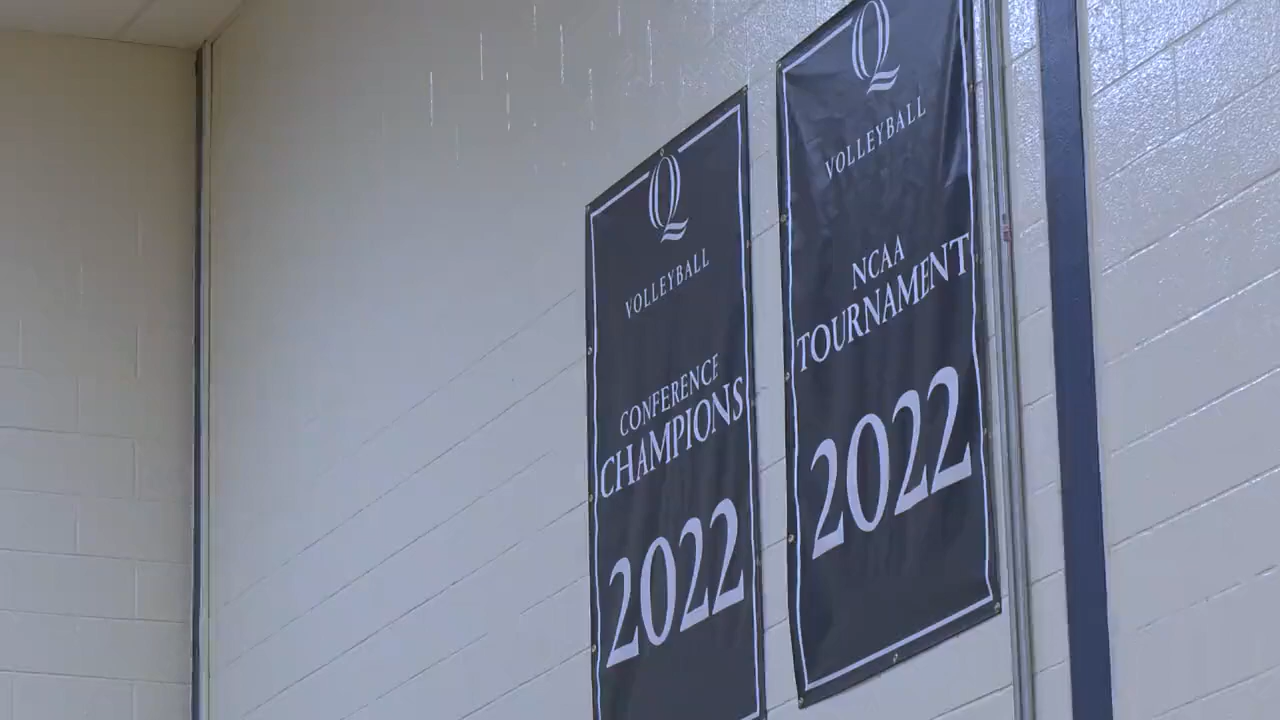 Q
VOLLEYBALL
CONFERENCE
CHAMPIONS
2022
Q
VOLLEYBALL
NCAA
TOURNAMENT
2022